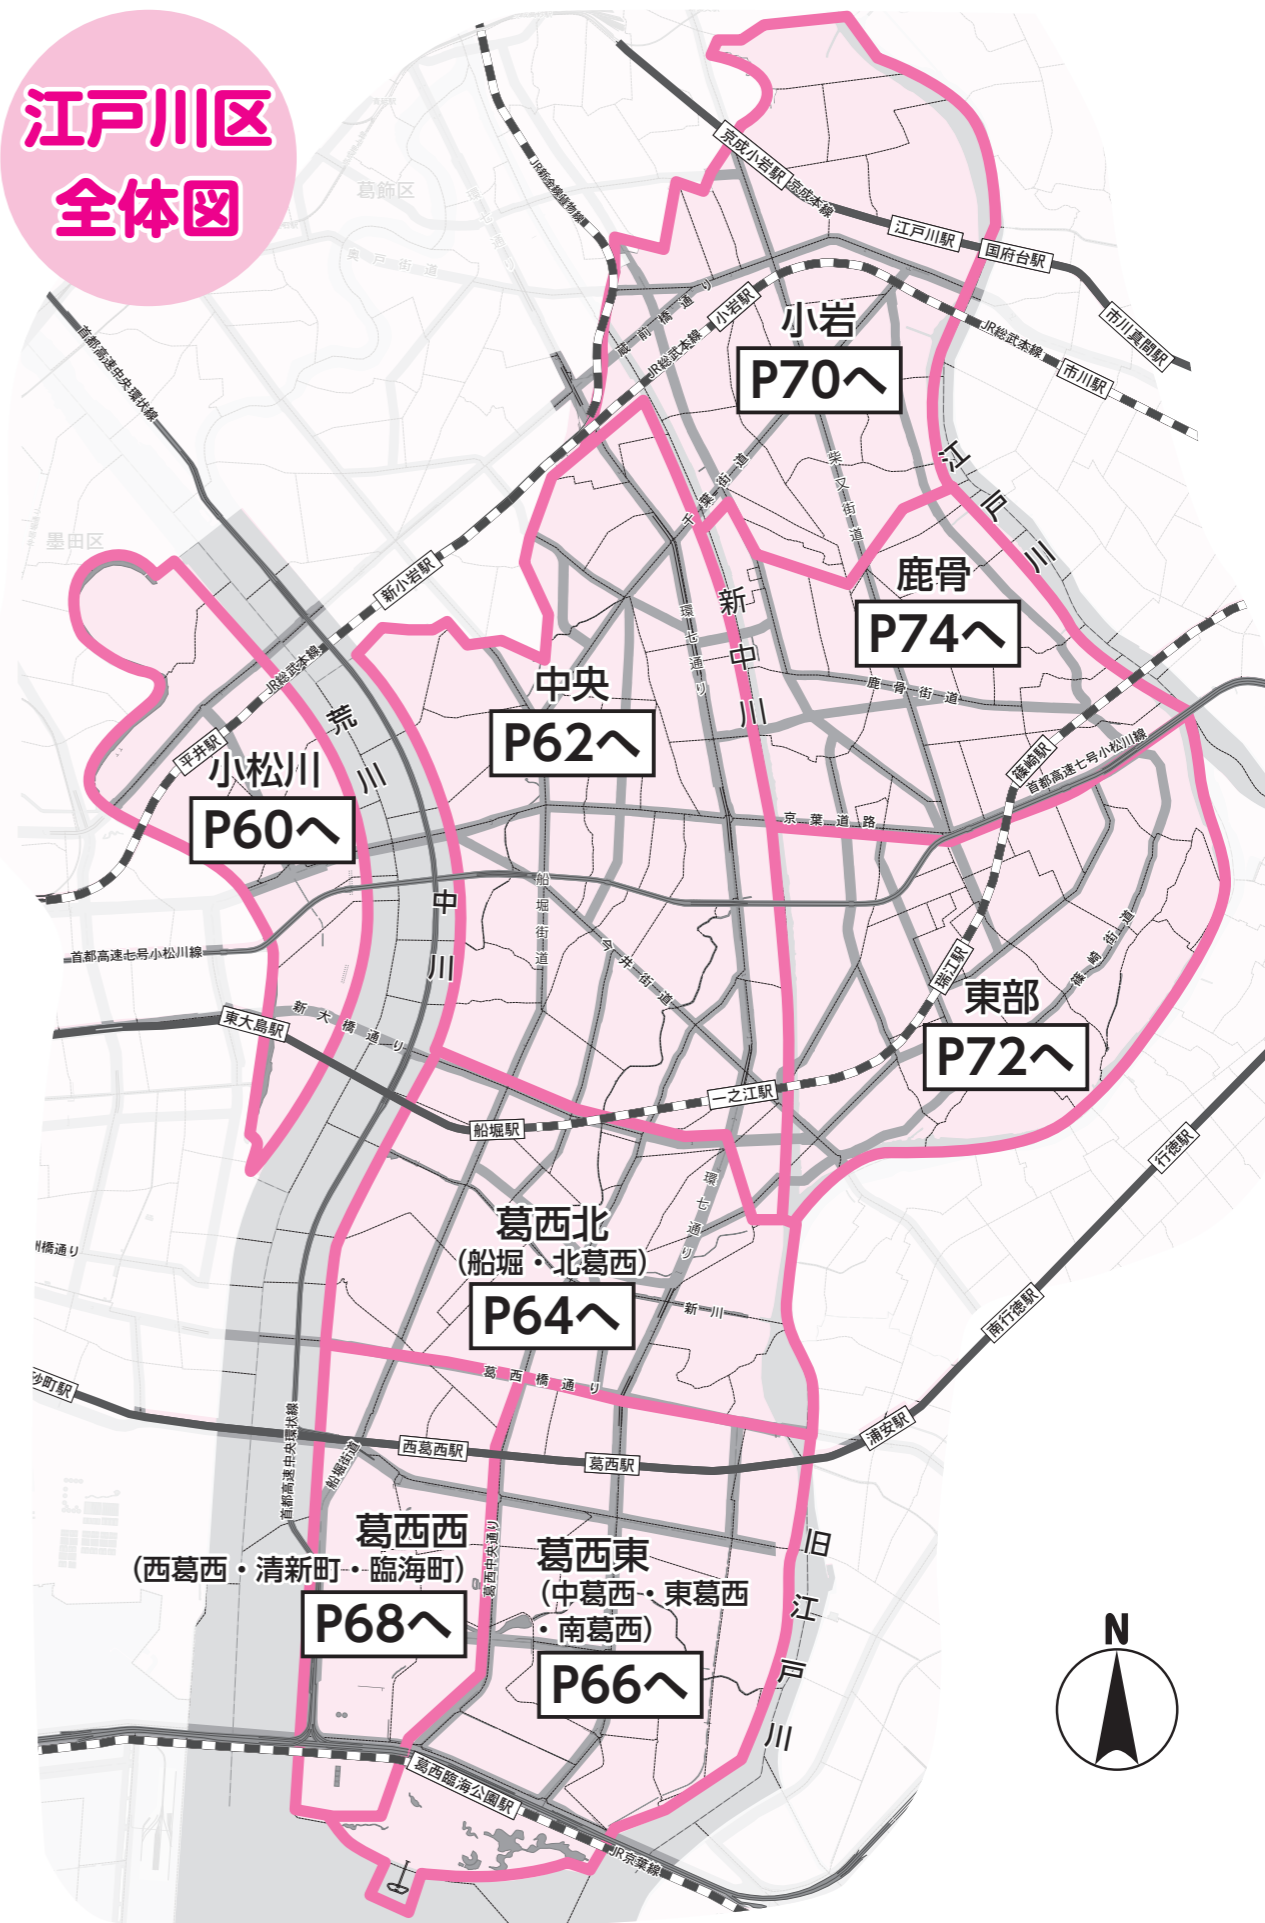 江戸川区
全体図
葛飾区
奥戸街道
墨田区
JR新金線貨物線
首都高速中央環状線
京成小岩駅
京成本線
江戸川駅
国府台駅
市川真間駅
JR総武本線
市川駅
蔵前橋通り
JR総武本線
小岩駅
小岩
P70へ
柴又街道
千葉街道
江戸川
新小岩駅
鹿骨
P74へ
新中川
環七通り
鹿骨街道
篠崎駅
首都高速七号小松川線
中央
P62へ
JR総武本線
平井駅
荒川
小松川
P60へ
京葉道路
船堀街道
今井街道
中川
首都高速七号小松川線
瑞江駅
篠崎街道
東部
P72へ
東大島駅
新大橋通り
船堀駅
一之江駅
行徳駅
環七通り
葛西北
(船堀・北葛西)
P64へ
新川
橋通り
南行徳駅
葛西橋通り
砂町駅
首都高速中央環状線
船堀街道
西葛西駅
葛西駅
浦安駅
葛西西
(西葛西・清新町・臨海町)
P68へ
葛西中央通り
葛西東
(中葛西・東葛西
・南葛西)
P66へ
旧江戸川
N
葛西臨海公園駅
JR京葉線